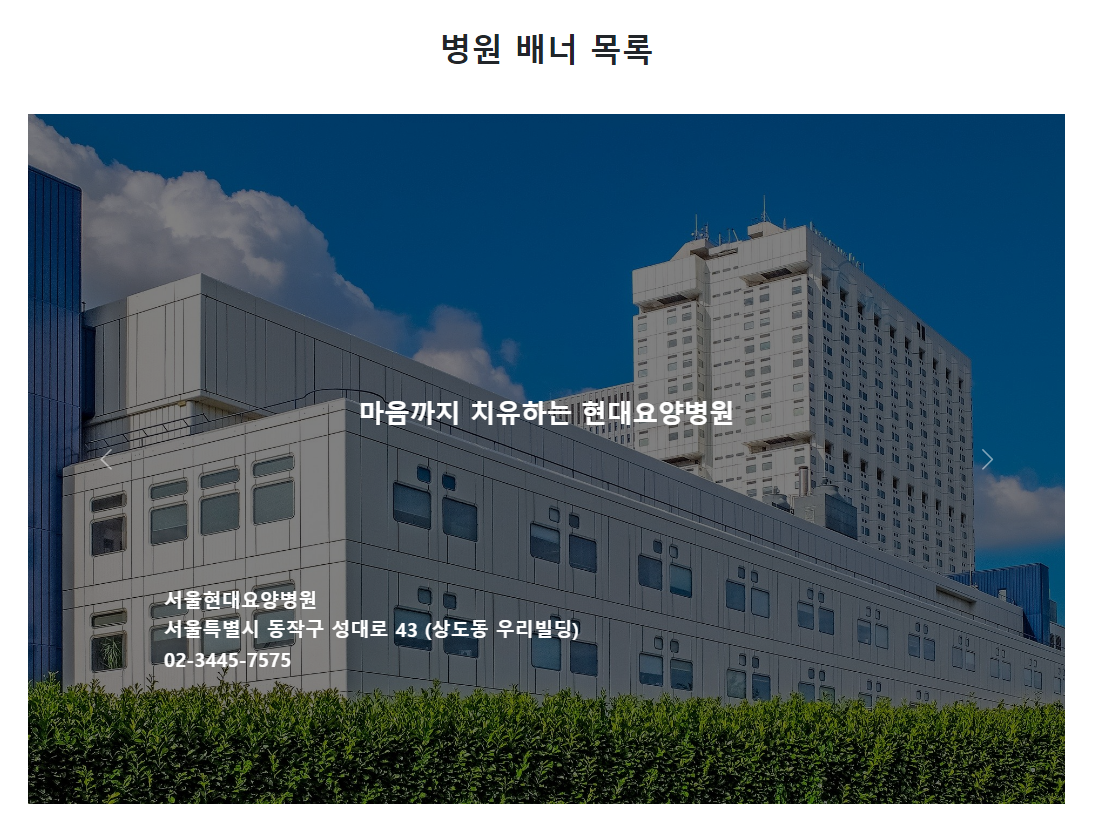 병원 배너 목록
마음까지 치유하는 현대요양병원
서울현대요양병원
서울특별시 동작구 성대로 43 (상도동 우리빌딩)
02-3445-7575